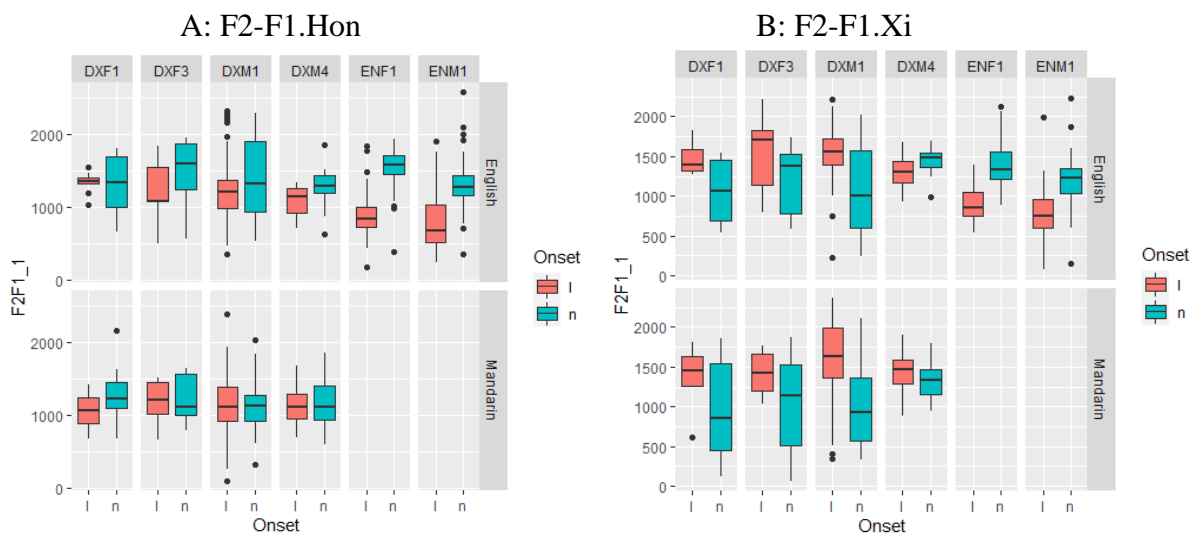 A: F2-F1.Hon
DXF1 DXF3 DXM1 DXM4 ENF1 ENM1
2000
1000
0
English
2000
1000
0
Mandarin
F2F1_1
l n l n l n l n l n l n
Onset
Onset
l
n
B: F2-F1.Xi
DXF1 DXF3 DXM1 DXM4 ENF1 ENM1
2000
1500
1000
500
0
English
2000
1500
1000
500
0
Mandarin
F2F1_1
l n l n l n l n l n l n
Onset
Onset
l
n